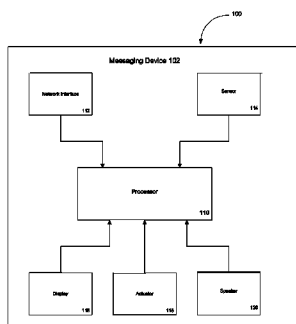 100
Messaging Device 102
Network Interface
112
Sensor
114
Processor
110
Display
118
Actuator
116
Speaker
120